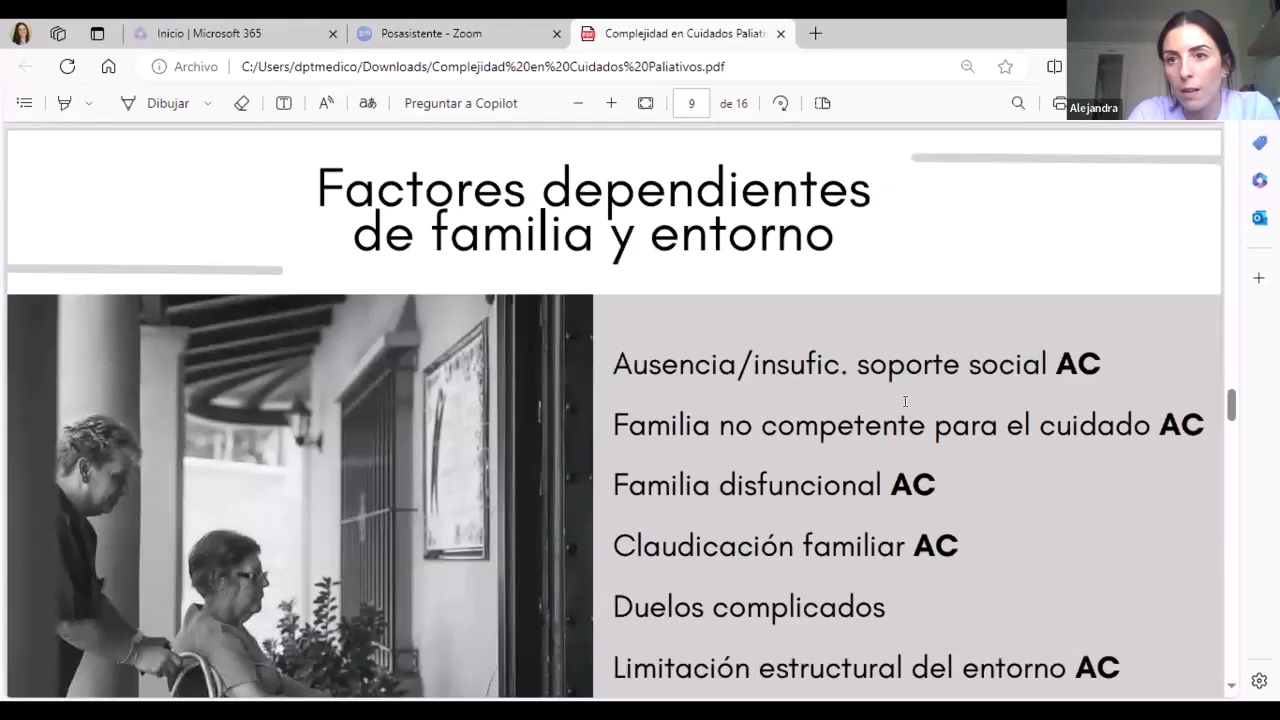 Inicio | Microsoft 365
Posasistente - Zoom
Complejidad en Cuidados Paliati
Archivo
C:/Users/dptmedico/Downloads/Complejidad%20en%20Cuidados%20Paliativos.pdf
Dibujar
Preguntar a Copilot
9
de 16
Alejandra
Factores dependientes
de familia y entorno
Ausencia/insufic. soporte social AC
Familia no competente para el cuidado AC
Familia disfuncional AC
Claudicación familiar AC
Duelos complicados
Limitación estructural del entorno AC